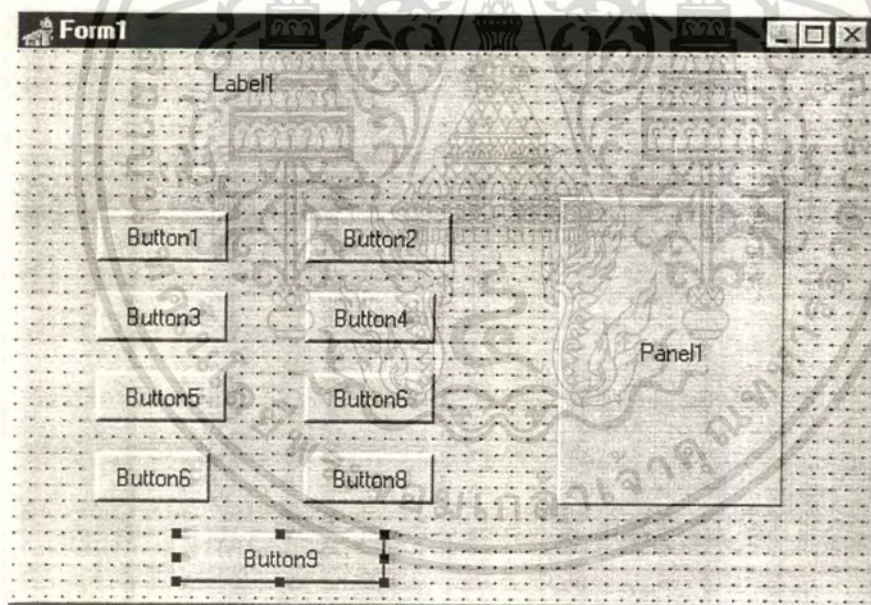 Form1
Label1
Button1 Button2
Button3 Button4
Panel1
Button5 Button6
Button6 Button8
Button9